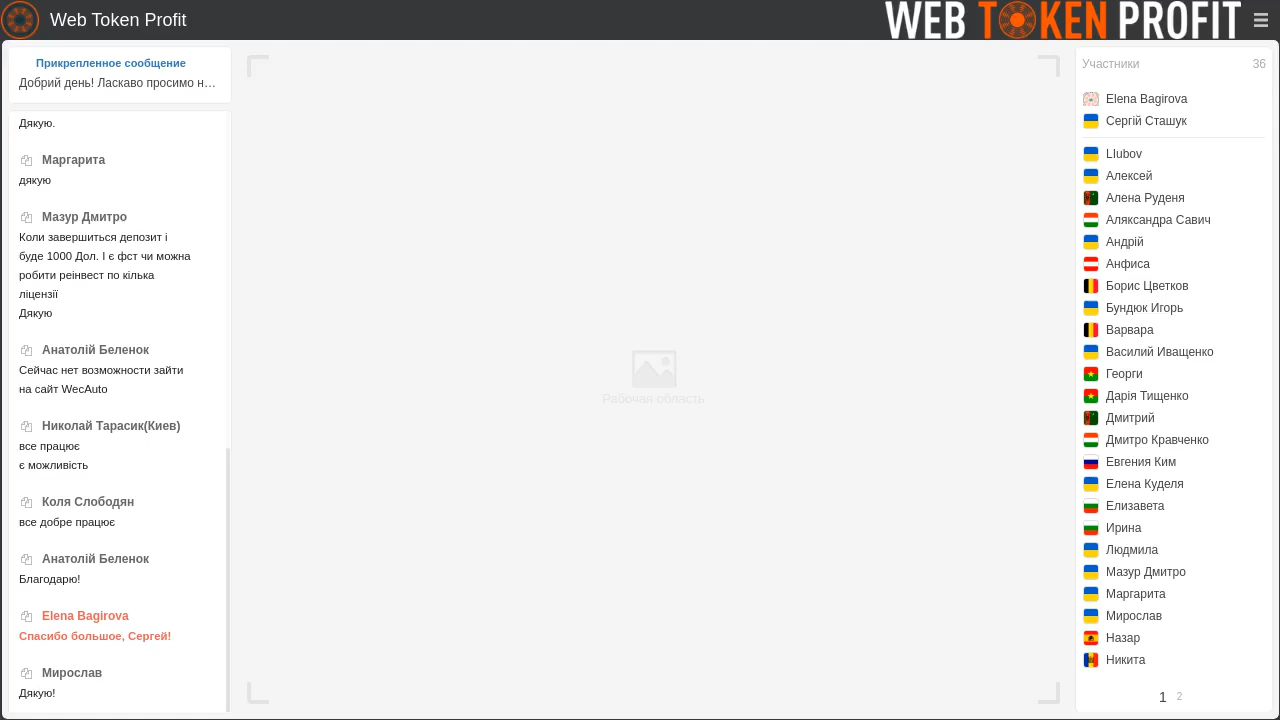 Web Token Profit
WEB TOKEN PROFIT
Прикрепленное сообщение
Добрий день! Ласкаво просимо н…
Дякую.
Маргарита
дякую
Мазур Дмитро
Коли завершиться депозит і
буде 1000 Дол. І є фст чи можна
робити реінвест по кілька
ліцензії
Дякую
Анатолій Беленок
Сейчас нет возможности зайти
на сайт WecAuto
Николай Тарасик(Киев)
все працює
є можливість
Коля Слободян
все добре працює
Анатолій Беленок
Благодарю!
Elena Bagirova
Спасибо большое, Сергей!
Мирослав
Дякую!
Рабочая область
Участники 36
Elena Bagirova
Сергій Сташук
LIubov
Алексей
Алена Руденя
Аляксандра Савич
Андрій
Анфиса
Борис Цветков
Бундюк Игорь
Варвара
Василий Иващенко
Георги
Дарія Тищенко
Дмитрий
Дмитро Кравченко
Евгения Ким
Елена Куделя
Елизавета
Ирина
Людмила
Мазур Дмитро
Маргарита
Мирослав
Назар
Никита
1 2